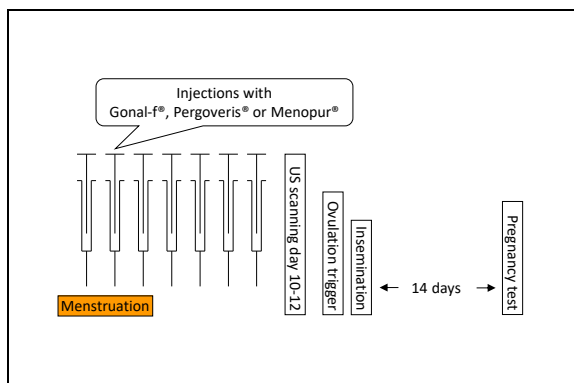 Injections with
Gonal-f®, Pergoveris® or Menopur®
US scanning day 10-12
Ovulation trigger
Insemination
14 days
Pregnancy test
Menstruation